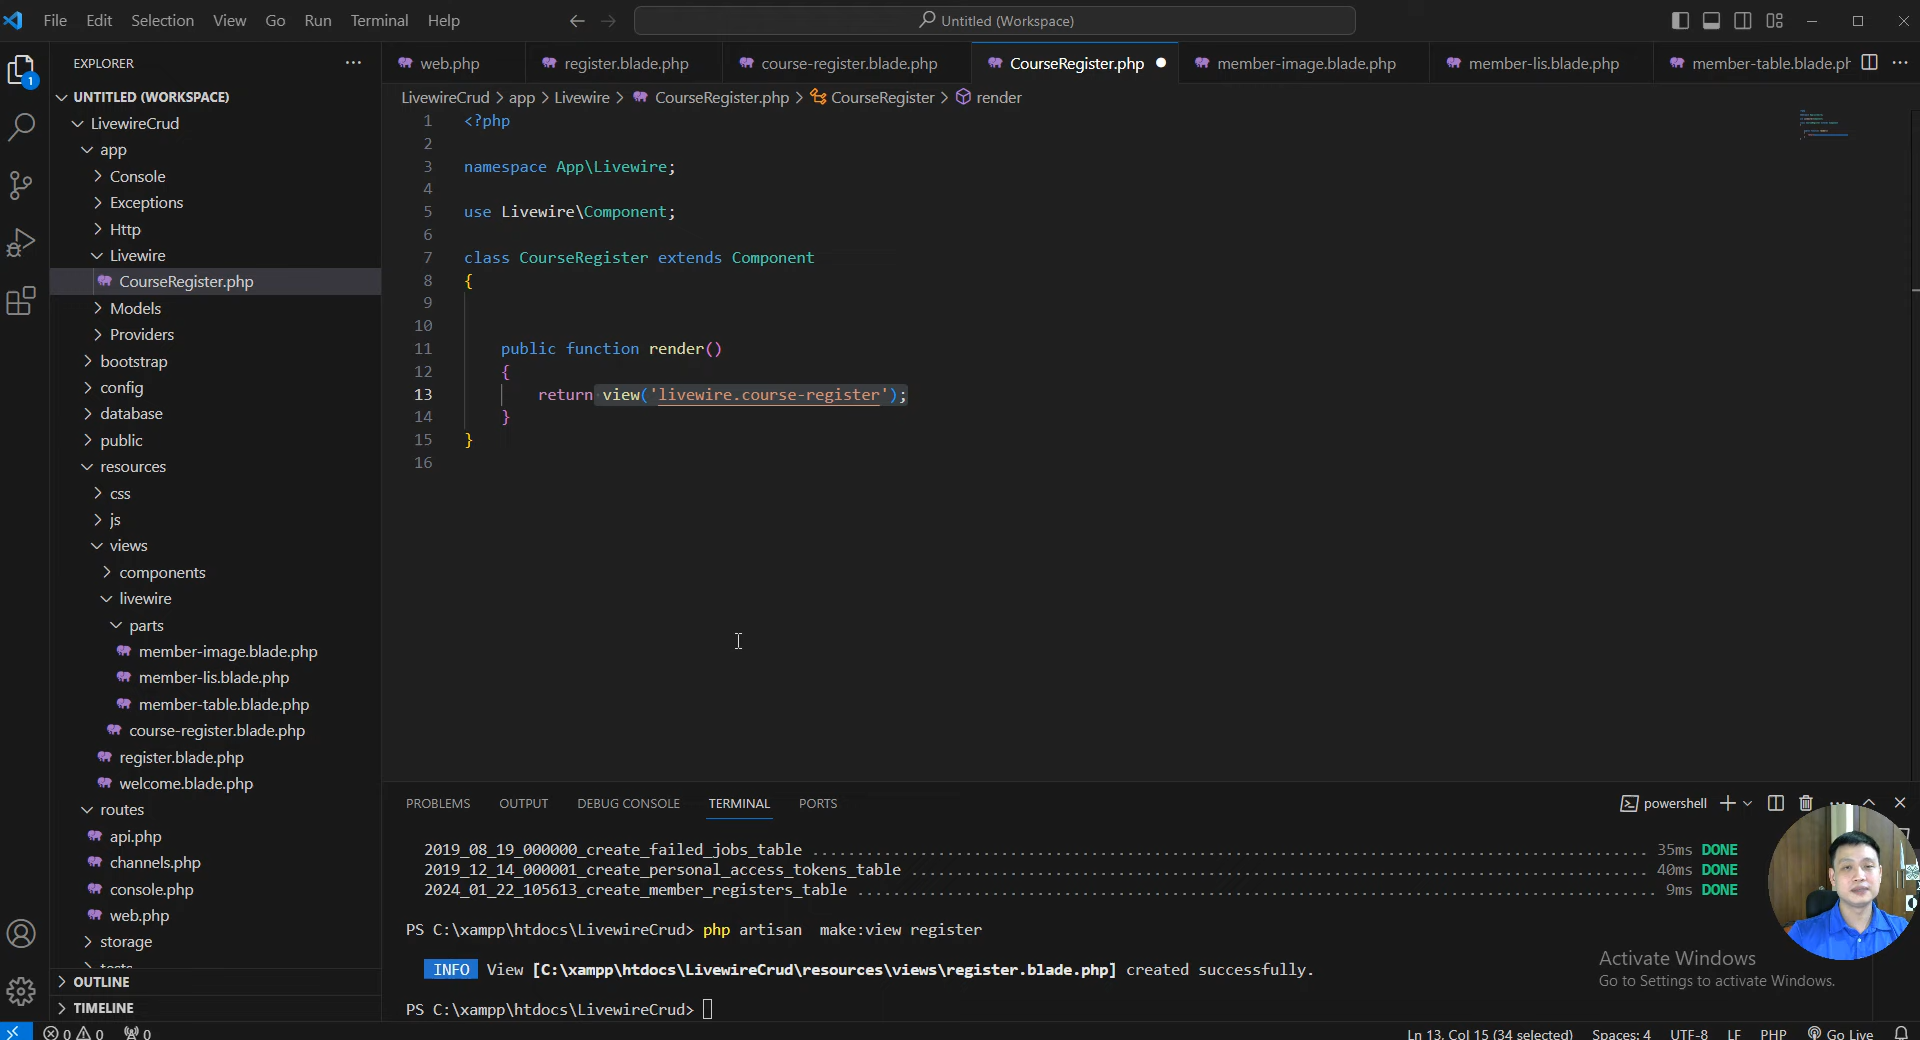 File Edit Selection View Go Run Terminal Help
Untitled (Workspace)
EXPLORER
web.php
register.blade.php
course-register.blade.php
CourseRegister.php
member-image.blade.php
member-lis.blade.php
member-table.blade.ph
UNTITLED (WORKSPACE)
LivewireCrud
app
Console
Exceptions
Http
Livewire
CourseRegister.php
Models
Providers
bootstrap
config
database
public
resources
css
js
views
components
livewire
parts
member-image.blade.php
member-lis.blade.php
member-table.blade.php
course-register.blade.php
register.blade.php
welcome.blade.php
routes
api.php
channels.php
console.php
web.php
storage
tests
OUTLINE
TIMELINE
LivewireCrud > app > Livewire > CourseRegister.php > CourseRegister > render
1 <?php
2
3 namespace App\Livewire;
4
5 use Livewire\Component;
6
7 class CourseRegister extends Component
8 {
9
10
11 public function render()
12 {
13 return view('livewire.course-register');
14 }
15 }
16
PROBLEMS OUTPUT DEBUG CONSOLE TERMINAL PORTS
powershell
2019_08_19_000000_create_failed_jobs_table 35ms DONE
2019_12_14_000001_create_personal_access_tokens_table 40ms DONE
2024_01_22_105613_create_member_registers_table 9ms DONE
PS C:\xampp\htdocs\LivewireCrud> php artisan make:view register
INFO View [C:\xampp\htdocs\LivewireCrud\resources\views\register.blade.php] created successfully.
PS C:\xampp\htdocs\LivewireCrud>
Activate Windows
Go to Settings to activate Windows.
0 0 0
Ln 13, Col 15 (34 selected) Spaces: 4 UTF-8 LF PHP Go Live
1